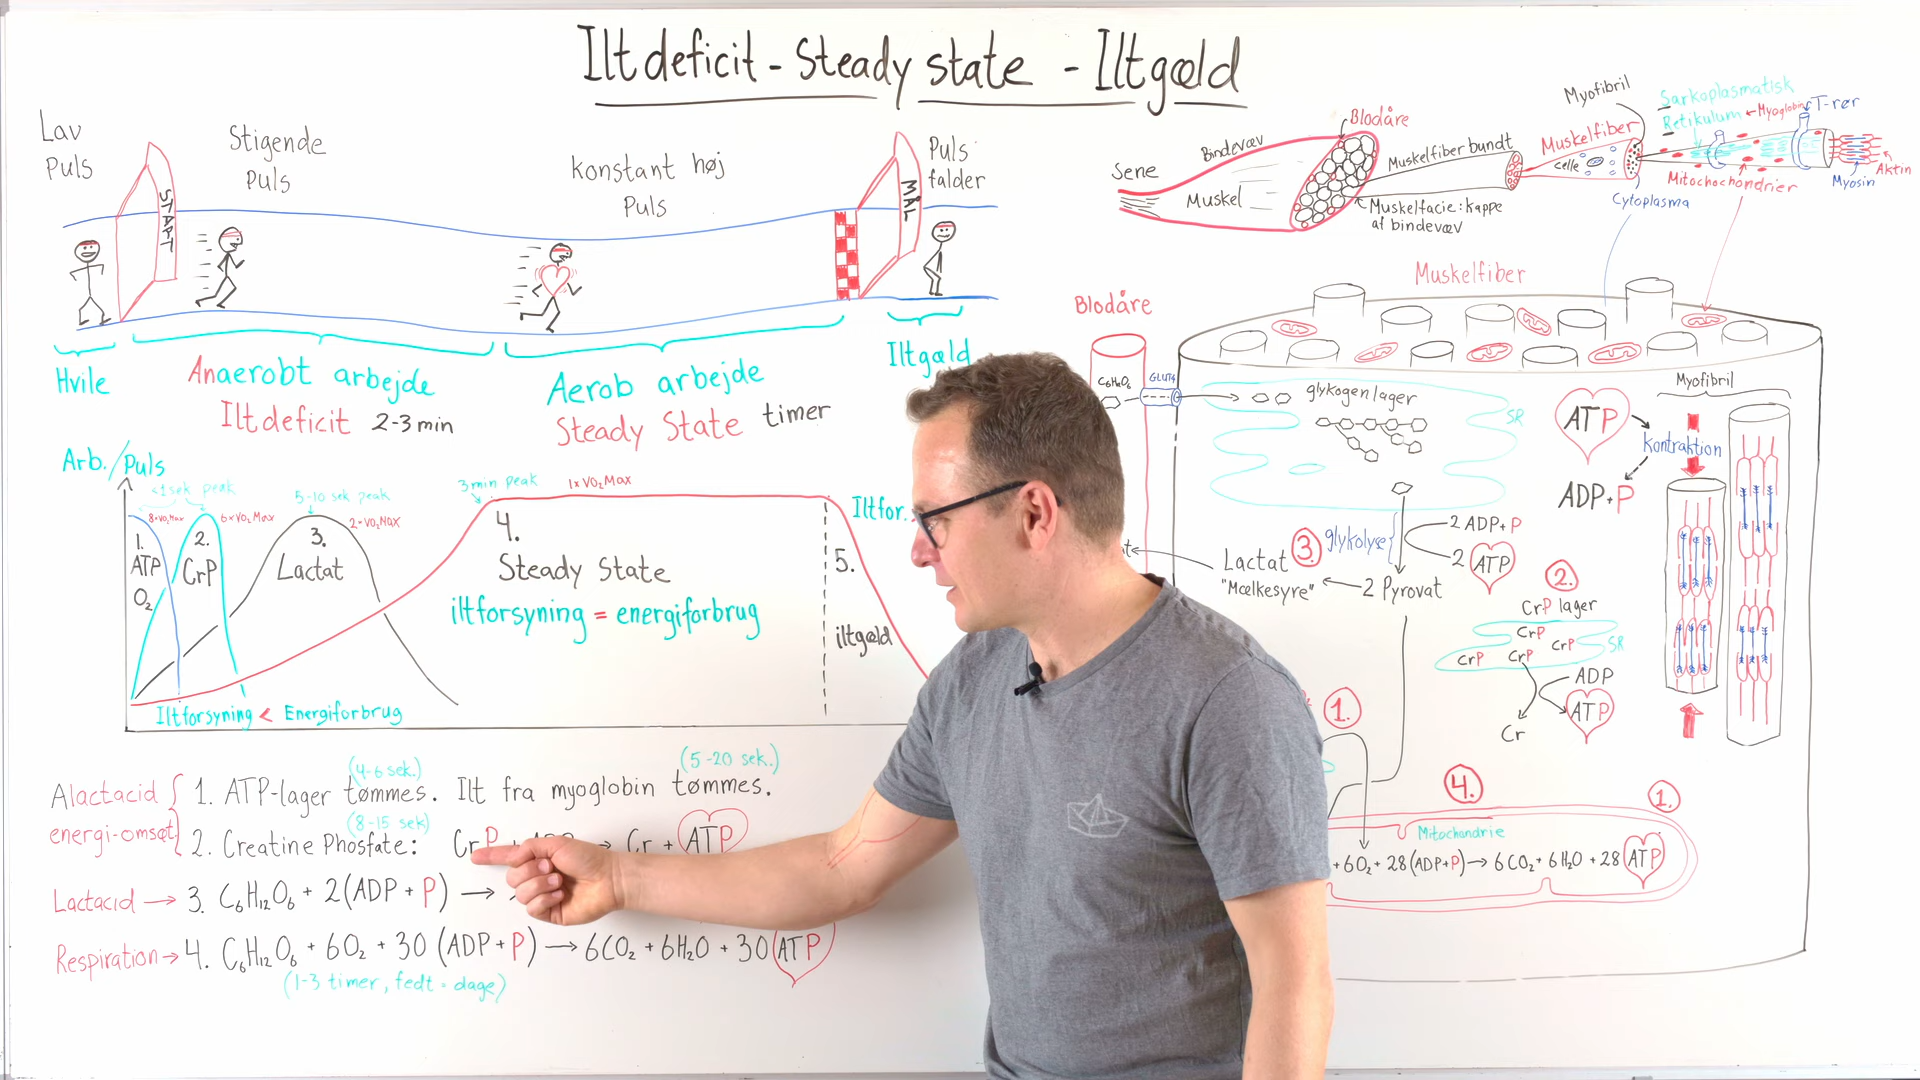 Iltdeficit - Steady state - Iltgæld
Lav
Puls
START
Stigende
Puls
konstant høj
Puls
MÅL
Puls
falder
Hvile
Anaerobt arbejde
Iltdeficit 2-3 min
Aerob arbejde
Steady State timer
Iltgæld
Arb./Puls
<1 sek peak
8×VO₂Max
6×VO₂Max
5-10 sek peak
2×VO₂MAX
3 min peak
1x VO₂Max
1.
ATP
O₂
2.
CrP
3.
Lactat
4.
Steady State
iltforsyning = energiforbrug
Iltfor.
5.
iltgæld
Iltforsyning < Energiforbrug
Alactacid
energi-omsæt
(4-6 sek.)
(5-20 sek.)
1. ATP-lager tømmes. Ilt fra myoglobin tømmes.
(8-15 sek)
2. Creatine Phosfate: CrP + → Cr + ATP
Lactacid → 3. C₆H₁₂O₆ + 2(ADP + P) →
Respiration → 4. C₆H₁₂O₆ + 6O₂ + 30 (ADP + P) → 6CO₂ + 6H₂O + 30 ATP
(1-3 timer, fedt = dage)
Sene
Bindevæv
Muskel
Blodåre
Muskelfiber bundt
Muskelfacie: kappe
af bindevæv
Muskelfiber
celle
Myofibril
Sarkoplasmatisk
Retikulum
Myoglobin
T-rør
Mitochochondrier
Cytoplasma
Myosin
Aktin
Muskelfiber
Blodåre
C₆H₁₂O₆
GLUT4
glykogen lager
SR
ATP
kontraktion
ADP+P
Myofibril
glykolyse
2 ADP+P
2 ATP
Lactat 3.
"Mælkesyre" ← 2 Pyrovat
2.
CrP lager
CrP
CrP
CrP
CrP
SR
ADP
ATP
Cr
1.
4.
1.
Mitochondrie
+ 6O₂ + 28 (ADP+P) → 6CO₂ + 6H₂O + 28 ATP